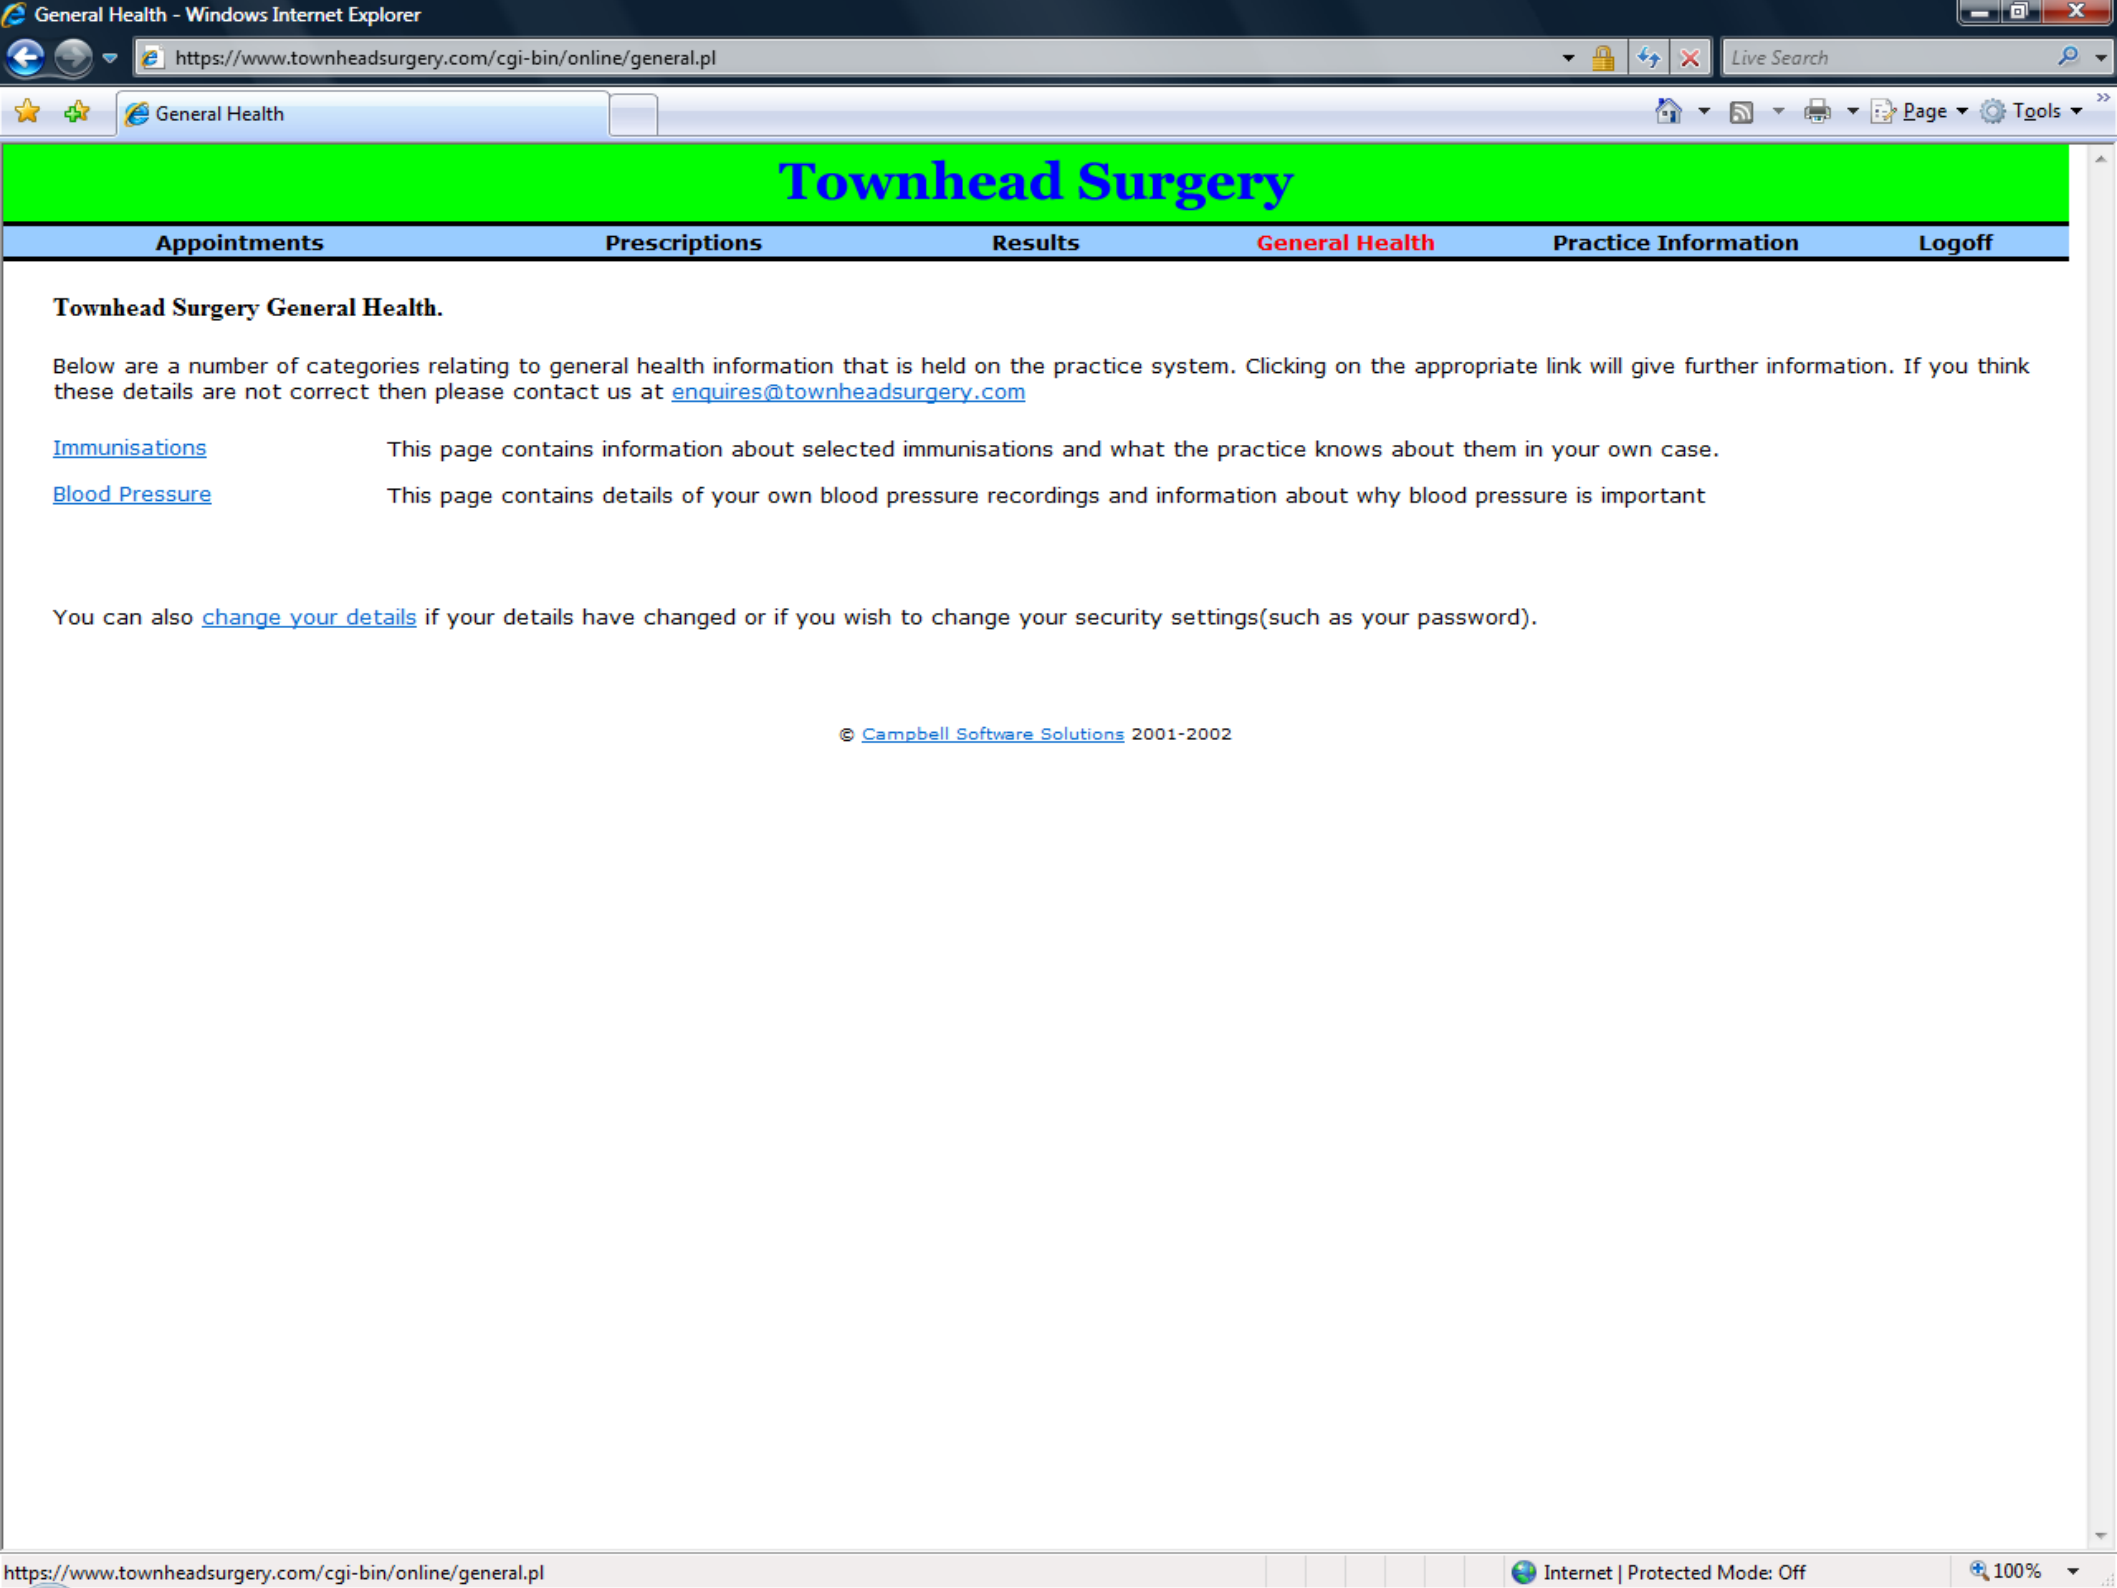 General Health - Windows Internet Explorer
https://www.townheadsurgery.com/cgi-bin/online/general.pl
Live Search
General Health
Page
Tools
Townhead Surgery
Appointments Prescriptions Results General Health Practice Information Logoff
Townhead Surgery General Health.
Below are a number of categories relating to general health information that is held on the practice system. Clicking on the appropriate link will give further information. If you think
these details are not correct then please contact us at enquires@townheadsurgery.com
Immunisations This page contains information about selected immunisations and what the practice knows about them in your own case.
Blood Pressure This page contains details of your own blood pressure recordings and information about why blood pressure is important
You can also change your details if your details have changed or if you wish to change your security settings(such as your password).
© Campbell Software Solutions 2001-2002
https://www.townheadsurgery.com/cgi-bin/online/general.pl
Internet | Protected Mode: Off
100%